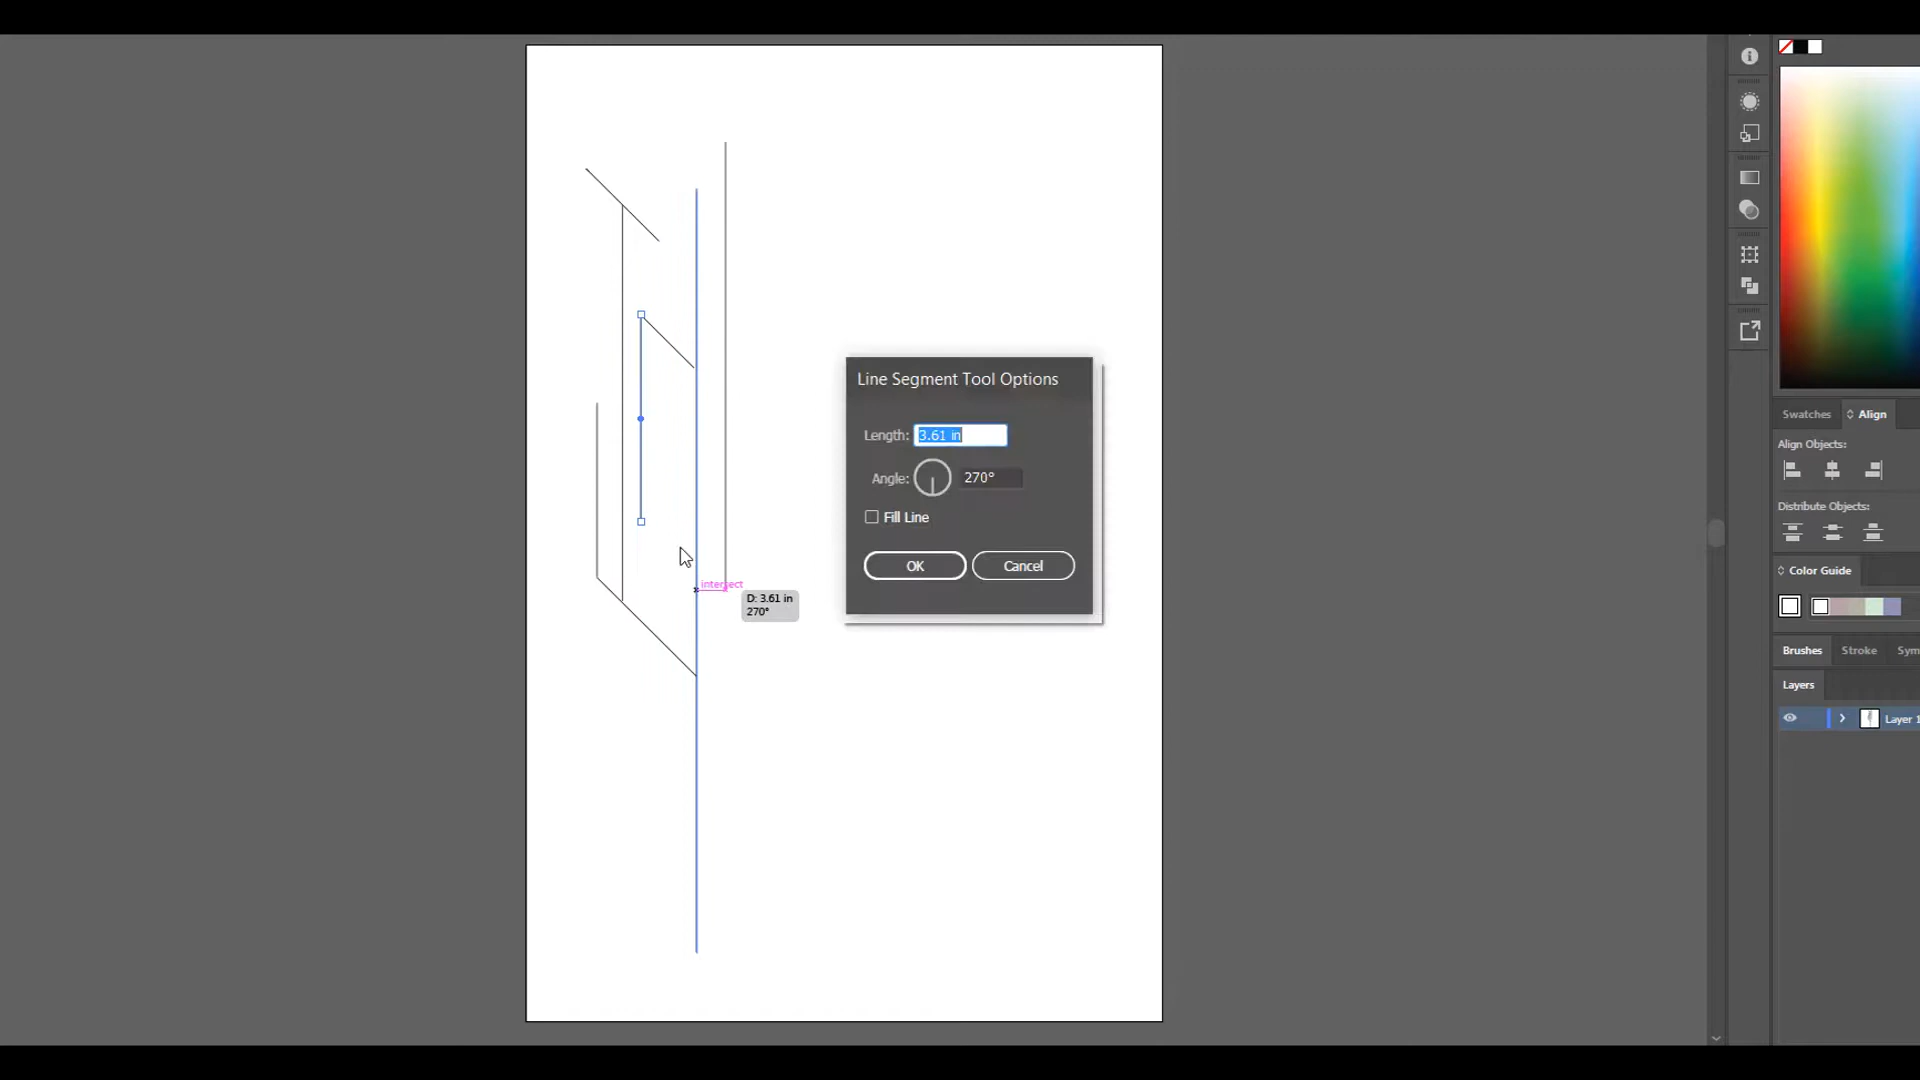 Line Segment Tool Options
Length: 3.61 in
Angle: 270°
Fill Line
OK Cancel
intersect
D: 3.61 in
270°
Swatches Align
Align Objects:
Distribute Objects:
Color Guide
Brushes Stroke Sym
Layers
Layer 1